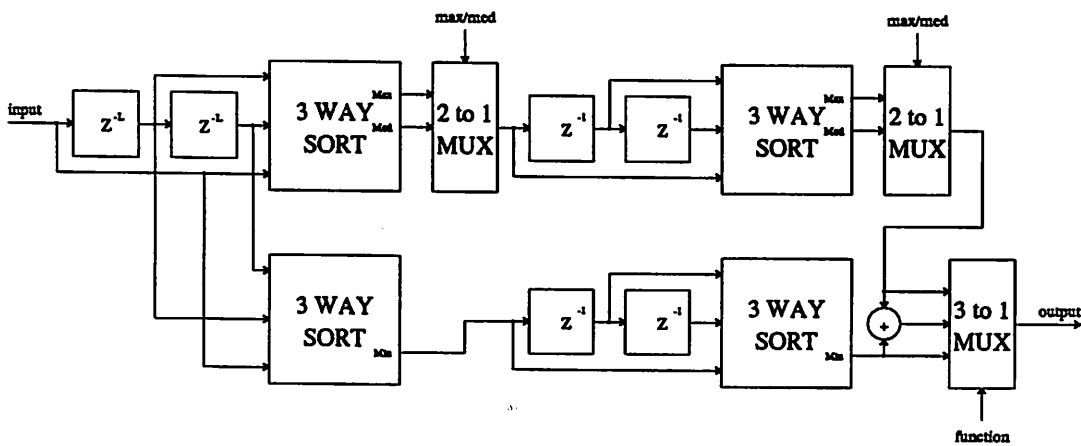 max/med
max/med
input
z⁻ᴸ
z⁻ᴸ
3 WAY
SORT
Max
Med
2 to 1
MUX
z⁻¹
z⁻¹
3 WAY
SORT
Max
Med
2 to 1
MUX
3 WAY
SORT
Min
z⁻¹
z⁻¹
3 WAY
SORT
Min
+
3 to 1
MUX
output
function